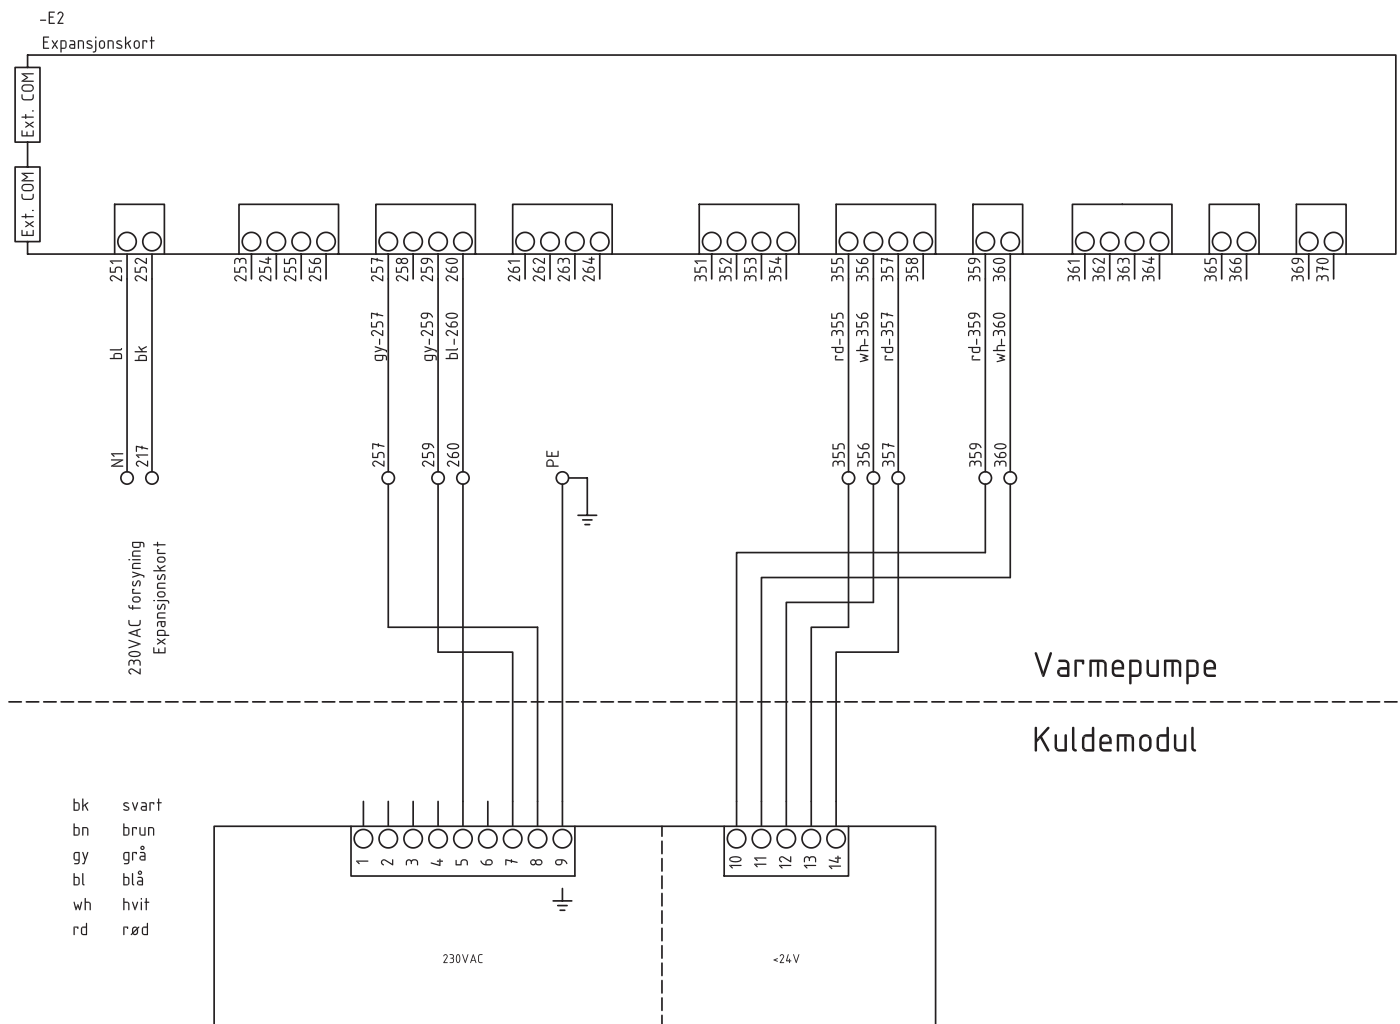 -E2
Expansjonskort
Ext. COM
Ext. COM
251
252
253
254
255
256
257
258
259
260
261
262
263
264
351
352
353
354
355
356
357
358
359
360
361
362
363
364
365
366
369
370
bl
bk
gy-257
gy-259
bl-260
rd-355
wh-356
rd-357
rd-359
wh-360
N1
217
257
259
260
PE
355
356
357
359
360
230VAC forsyning
Expansjonskort
Varmepumpe
Kuldemodul
bk svart
bn brun
gy grå
bl blå
wh hvit
rd rød
1
2
3
4
5
6
7
8
9
10
11
12
13
14
230VAC
<24V